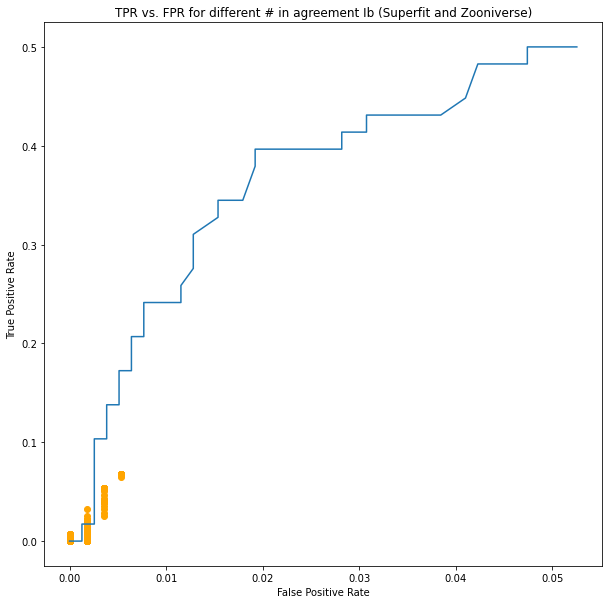 TPR vs. FPR for different # in agreement Ib (Superfit and Zooniverse)
0.5
0.4
0.3
0.2
0.1
0.0
True Positive Rate
0.00 0.01 0.02 0.03 0.04 0.05
False Positive Rate